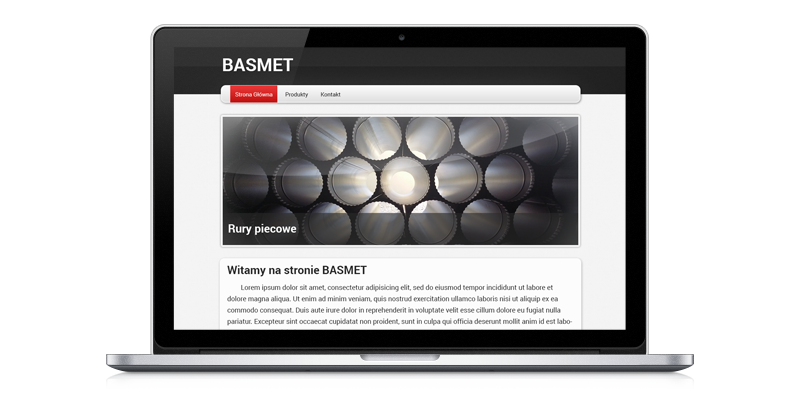 BASMET
Strona Główna Produkty Kontakt
Rury piecowe
Witamy na stronie BASMET
Lorem ipsum dolor sit amet, consectetur adipisicing elit, sed do eiusmod tempor incididunt ut labore et
dolore magna aliqua. Ut enim ad minim veniam, quis nostrud exercitation ullamco laboris nisi ut aliquip ex ea
commodo consequat. Duis aute irure dolor in reprehenderit in voluptate velit esse cillum dolore eu fugiat nulla
pariatur. Excepteur sint occaecat cupidatat non proident, sunt in culpa qui officia deserunt mollit anim id est labo-